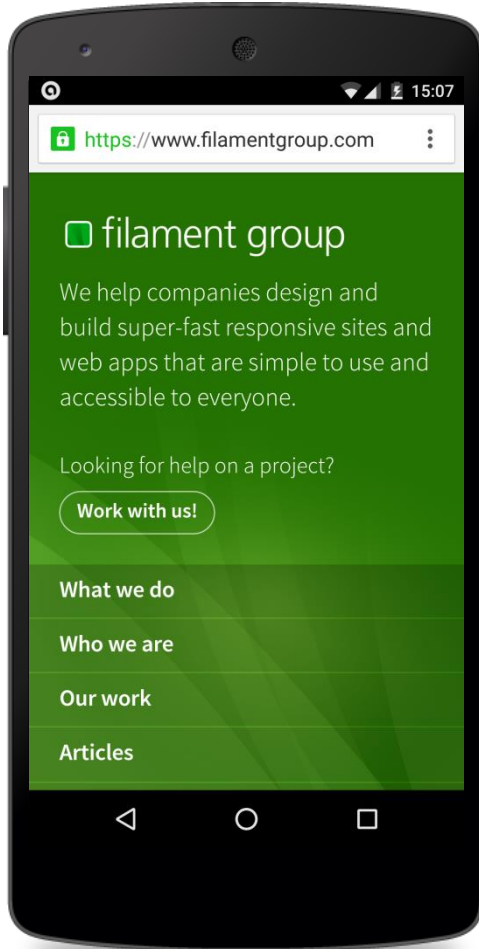 15:07
https://www.filamentgroup.com
filament group
We help companies design and
build super-fast responsive sites and
web apps that are simple to use and
accessible to everyone.
Looking for help on a project?
Work with us!
What we do
Who we are
Our work
Articles